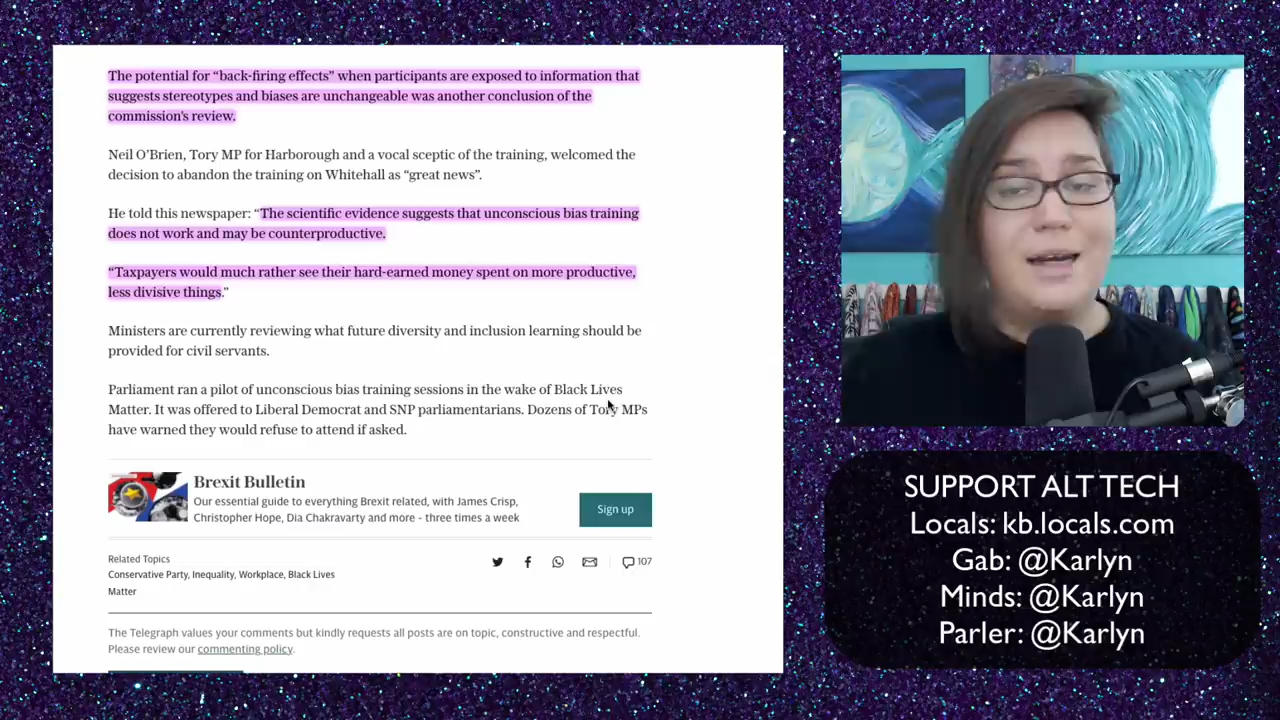 The potential for “back-firing effects” when participants are exposed to information that
suggests stereotypes and biases are unchangeable was another conclusion of the
commission's review.
Neil O’Brien, Tory MP for Harborough and a vocal sceptic of the training, welcomed the
decision to abandon the training on Whitehall as “great news”.
He told this newspaper: “The scientific evidence suggests that unconscious bias training
does not work and may be counterproductive.
“Taxpayers would much rather see their hard-earned money spent on more productive,
less divisive things.”
Ministers are currently reviewing what future diversity and inclusion learning should be
provided for civil servants.
Parliament ran a pilot of unconscious bias training sessions in the wake of Black Lives
Matter. It was offered to Liberal Democrat and SNP parliamentarians. Dozens of Tory MPs
have warned they would refuse to attend if asked.
Brexit Bulletin
Our essential guide to everything Brexit related, with James Crisp,
Christopher Hope, Dia Chakravarty and more - three times a week
Sign up
Related Topics
Conservative Party, Inequality, Workplace, Black Lives
Matter
107
The Telegraph values your comments but kindly requests all posts are on topic, constructive and respectful.
Please review our commenting policy.
SUPPORT ALT TECH
Locals: kb.locals.com
Gab: @Karlyn
Minds: @Karlyn
Parler: @Karlyn